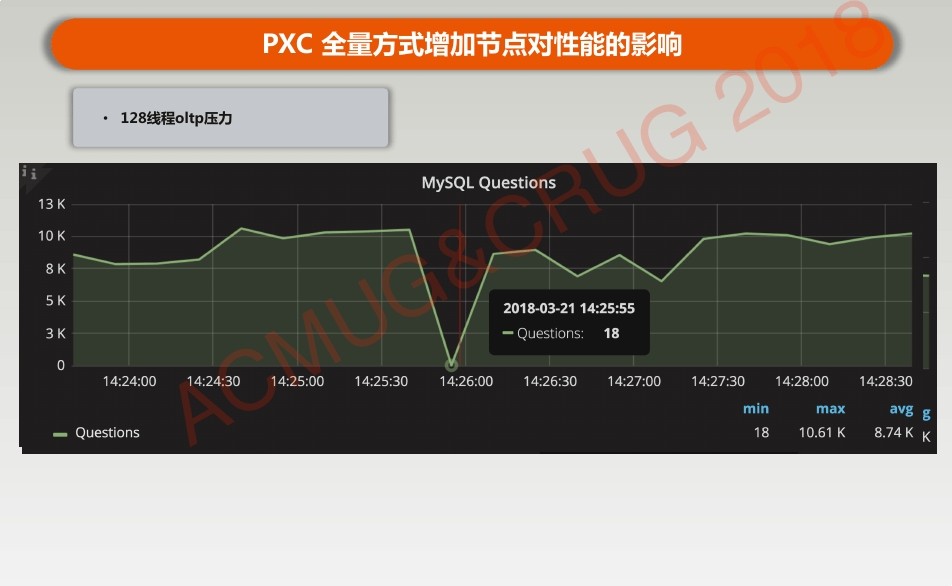 PXC 全量方式增加节点对性能的影响
• 128线程oltp压力
MySQL Questions
13 K
10 K
8 K
5 K
3 K
0
2018-03-21 14:25:55
Questions: 18
14:24:00 14:24:30 14:25:00 14:25:30 14:26:00 14:26:30 14:27:00 14:27:30 14:28:00 14:28:30
min max avg g
Questions 18 10.61 K 8.74 K K
ACMUG&CRUG 2018